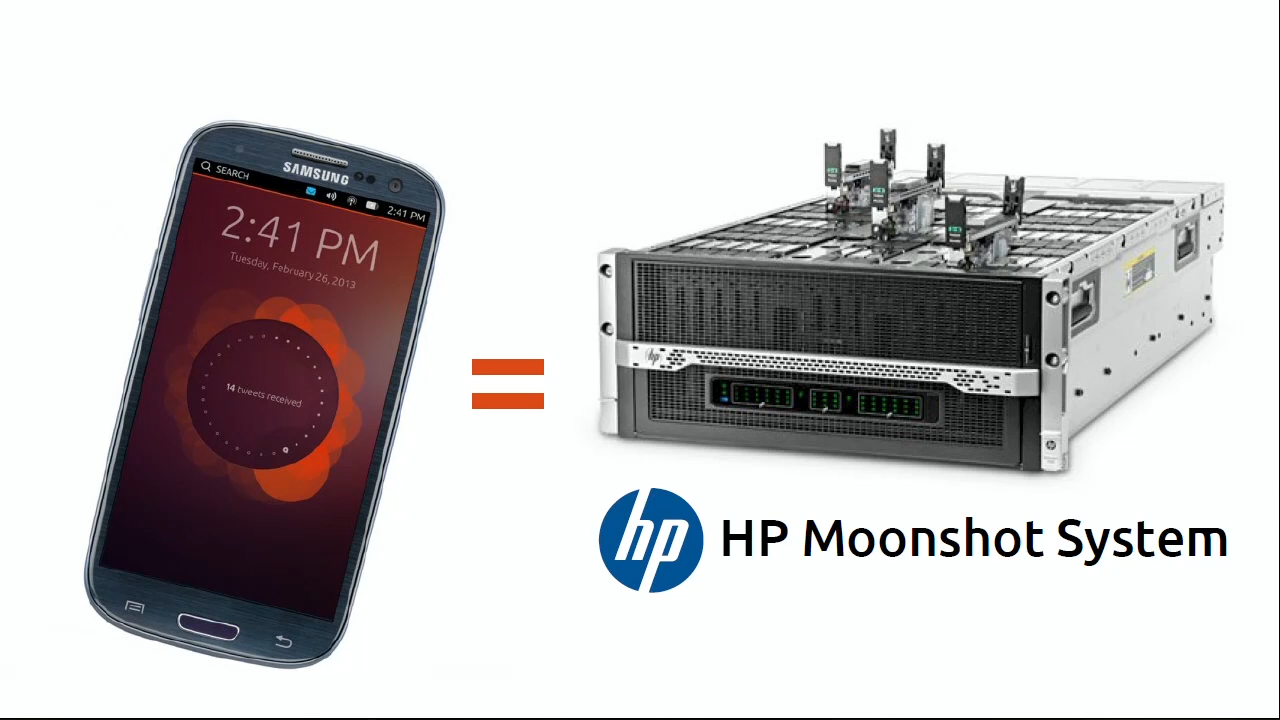 SEARCH
SAMSUNG
2:41 PM
2:41 PM
Tuesday, February 26, 2013
14 tweets received
hp
hp HP Moonshot System